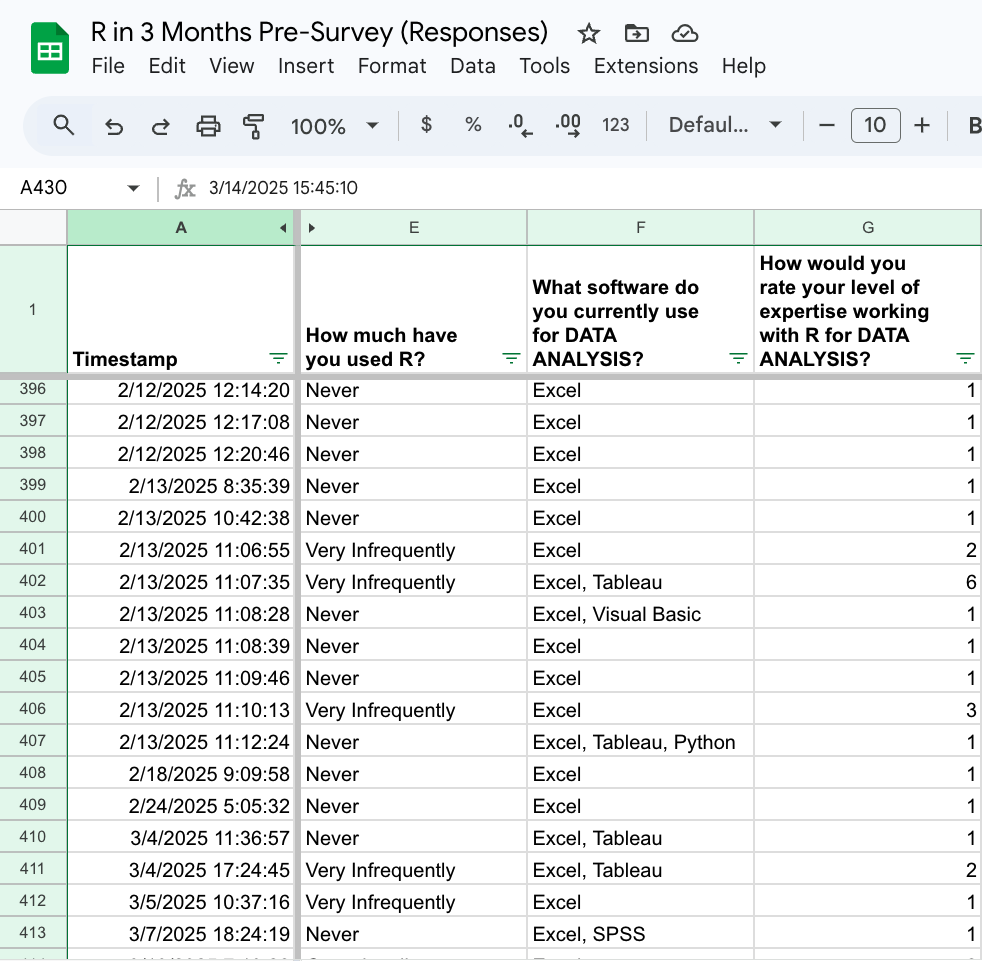 R in 3 Months Pre-Survey (Responses)
File Edit View Insert Format Data Tools Extensions Help
100% $ % .0 .00 123 Defaul... − 10 + B
A430 fx 3/14/2025 15:45:10
A E F G
1
Timestamp
How much have
you used R?
What software do
you currently use
for DATA
ANALYSIS?
How would you
rate your level of
expertise working
with R for DATA
ANALYSIS?
396 2/12/2025 12:14:20 Never Excel 1
397 2/12/2025 12:17:08 Never Excel 1
398 2/12/2025 12:20:46 Never Excel 1
399 2/13/2025 8:35:39 Never Excel 1
400 2/13/2025 10:42:38 Never Excel 1
401 2/13/2025 11:06:55 Very Infrequently Excel 2
402 2/13/2025 11:07:35 Very Infrequently Excel, Tableau 6
403 2/13/2025 11:08:28 Never Excel, Visual Basic 1
404 2/13/2025 11:08:39 Never Excel 1
405 2/13/2025 11:09:46 Never Excel 1
406 2/13/2025 11:10:13 Very Infrequently Excel 3
407 2/13/2025 11:12:24 Never Excel, Tableau, Python 1
408 2/18/2025 9:09:58 Never Excel 1
409 2/24/2025 5:05:32 Never Excel 1
410 3/4/2025 11:36:57 Never Excel, Tableau 1
411 3/4/2025 17:24:45 Very Infrequently Excel, Tableau 2
412 3/5/2025 10:37:16 Very Infrequently Excel 1
413 3/7/2025 18:24:19 Never Excel, SPSS 1